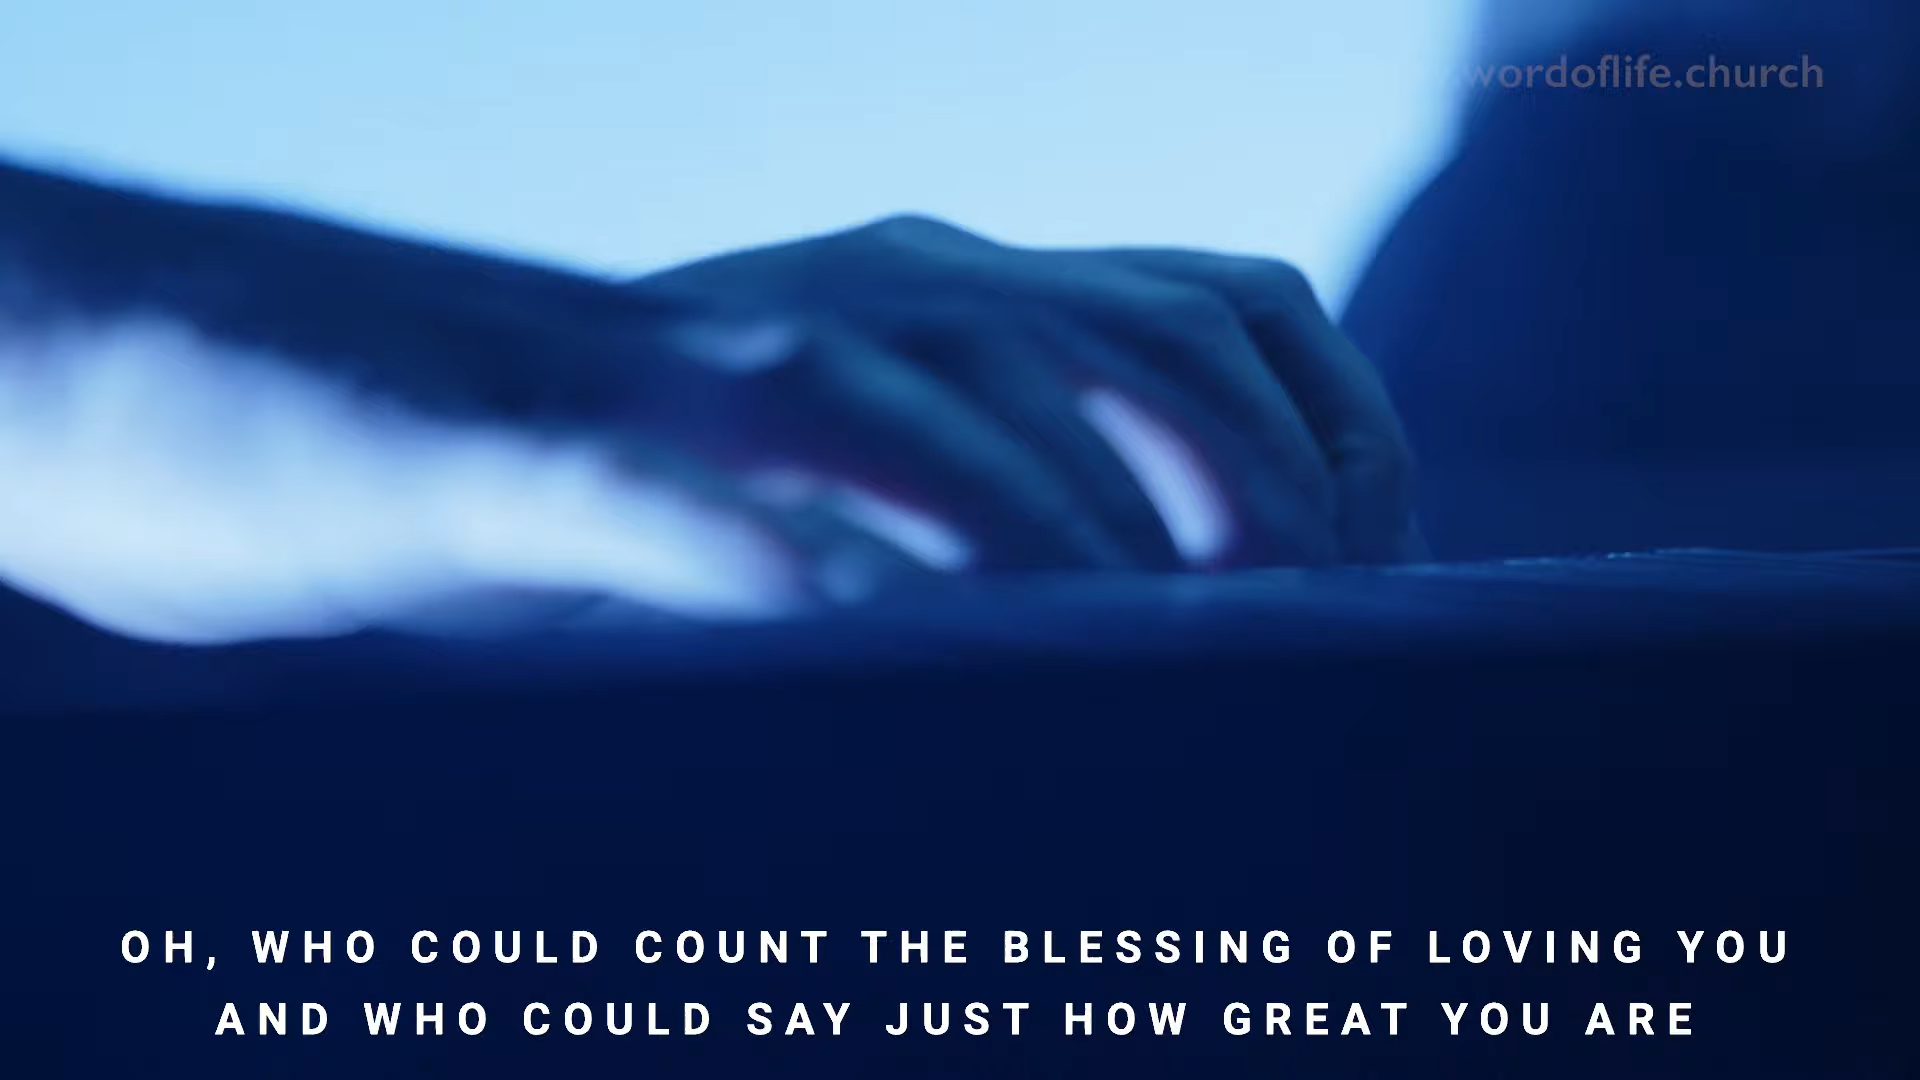 wordoflife.church
OH, WHO COULD COUNT THE BLESSING OF LOVING YOU
AND WHO COULD SAY JUST HOW GREAT YOU ARE